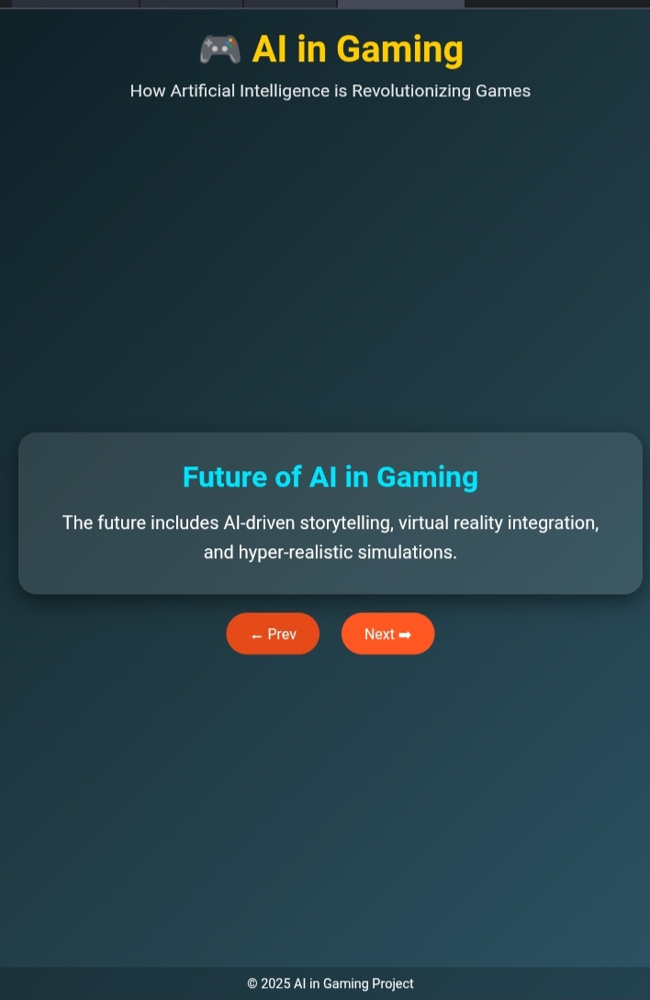 🎮 AI in Gaming
How Artificial Intelligence is Revolutionizing Games
Future of AI in Gaming
The future includes AI-driven storytelling, virtual reality integration,
and hyper-realistic simulations.
← Prev
Next ➡
© 2025 AI in Gaming Project